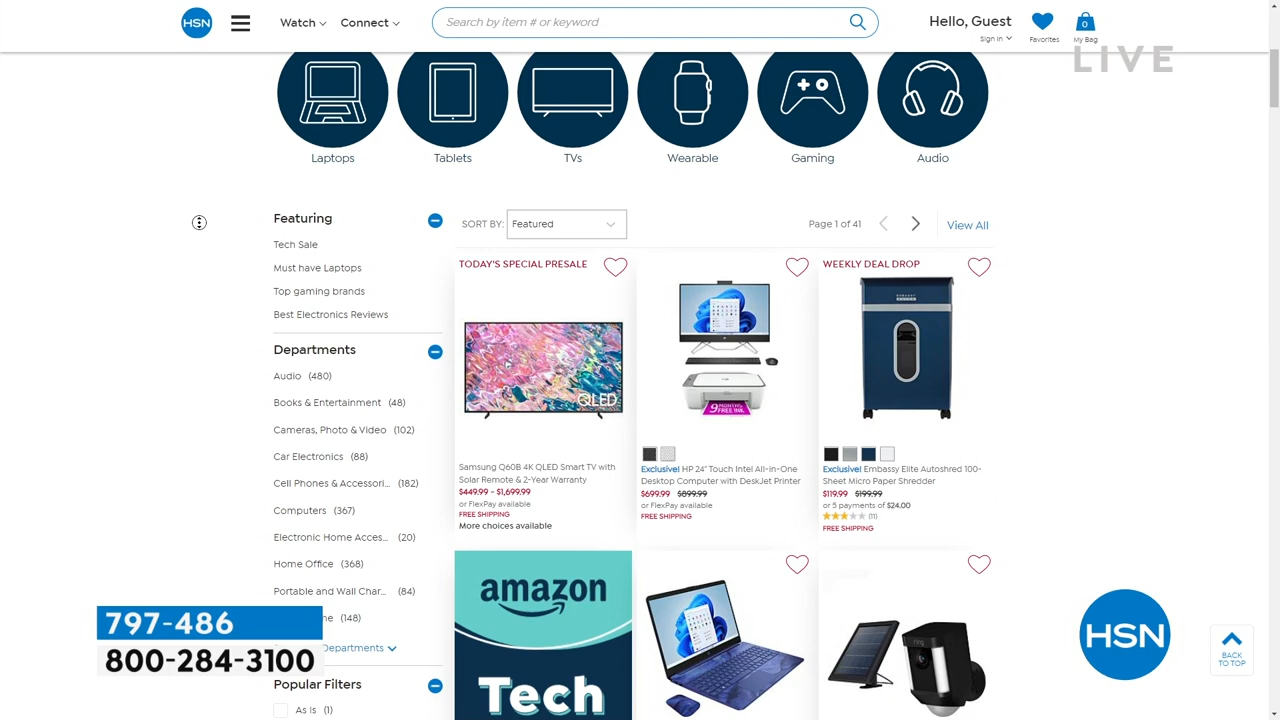 HSN
Watch
Connect
Search by item # or keyword
Hello, Guest
Sign In
Favorites
0
My Bag
LIVE
Laptops
Tablets
TVs
Wearable
Gaming
Audio
Featuring
Tech Sale
Must have Laptops
Top gaming brands
Best Electronics Reviews
Departments
Audio (480)
Books & Entertainment (48)
Cameras, Photo & Video (102)
Car Electronics (88)
Cell Phones & Accessori... (182)
Computers (367)
Electronic Home Acces... (20)
Home Office (368)
Portable and Wall Char... (84)
ne (148)
Departments
Popular Filters
As Is (1)
SORT BY: Featured
Page 1 of 41
View All
TODAY'S SPECIAL PRESALE
QLED
Samsung Q60B 4K QLED Smart TV with
Solar Remote & 2-Year Warranty
$449.99 - $1,699.99
or FlexPay available
FREE SHIPPING
More choices available
9 MONTHS
FREE INK
Exclusive! HP 24" Touch Intel All-in-One
Desktop Computer with DeskJet Printer
$699.99 $899.99
or FlexPay available
FREE SHIPPING
WEEKLY DEAL DROP
Exclusive! Embassy Elite Autoshred 100-
Sheet Micro Paper Shredder
$119.99 $199.99
or 5 payments of $24.00
(11)
FREE SHIPPING
amazon
Tech
ring
797-486
800-284-3100
HSN
BACK
TO TOP